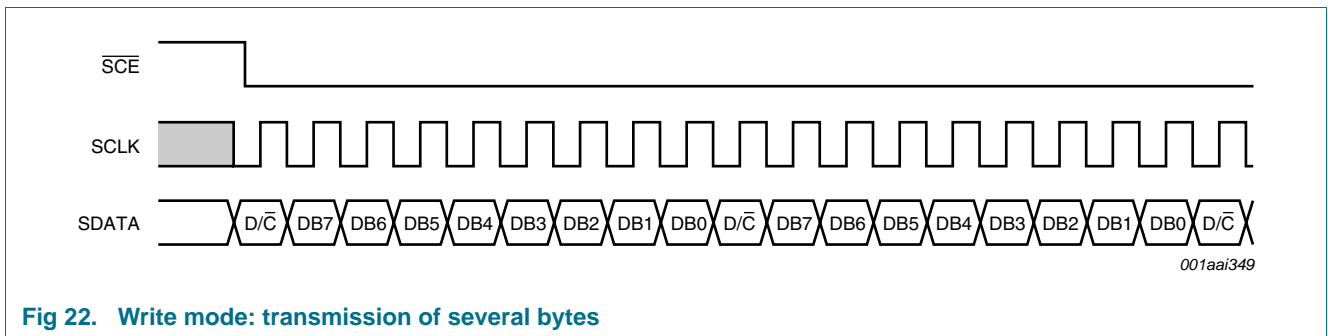 S̅C̅E̅
SCLK
SDATA D/C̅ DB7 DB6 DB5 DB4 DB3 DB2 DB1 DB0 D/C̅ DB7 DB6 DB5 DB4 DB3 DB2 DB1 DB0 D/C̅
001aai349
Fig 22. Write mode: transmission of several bytes